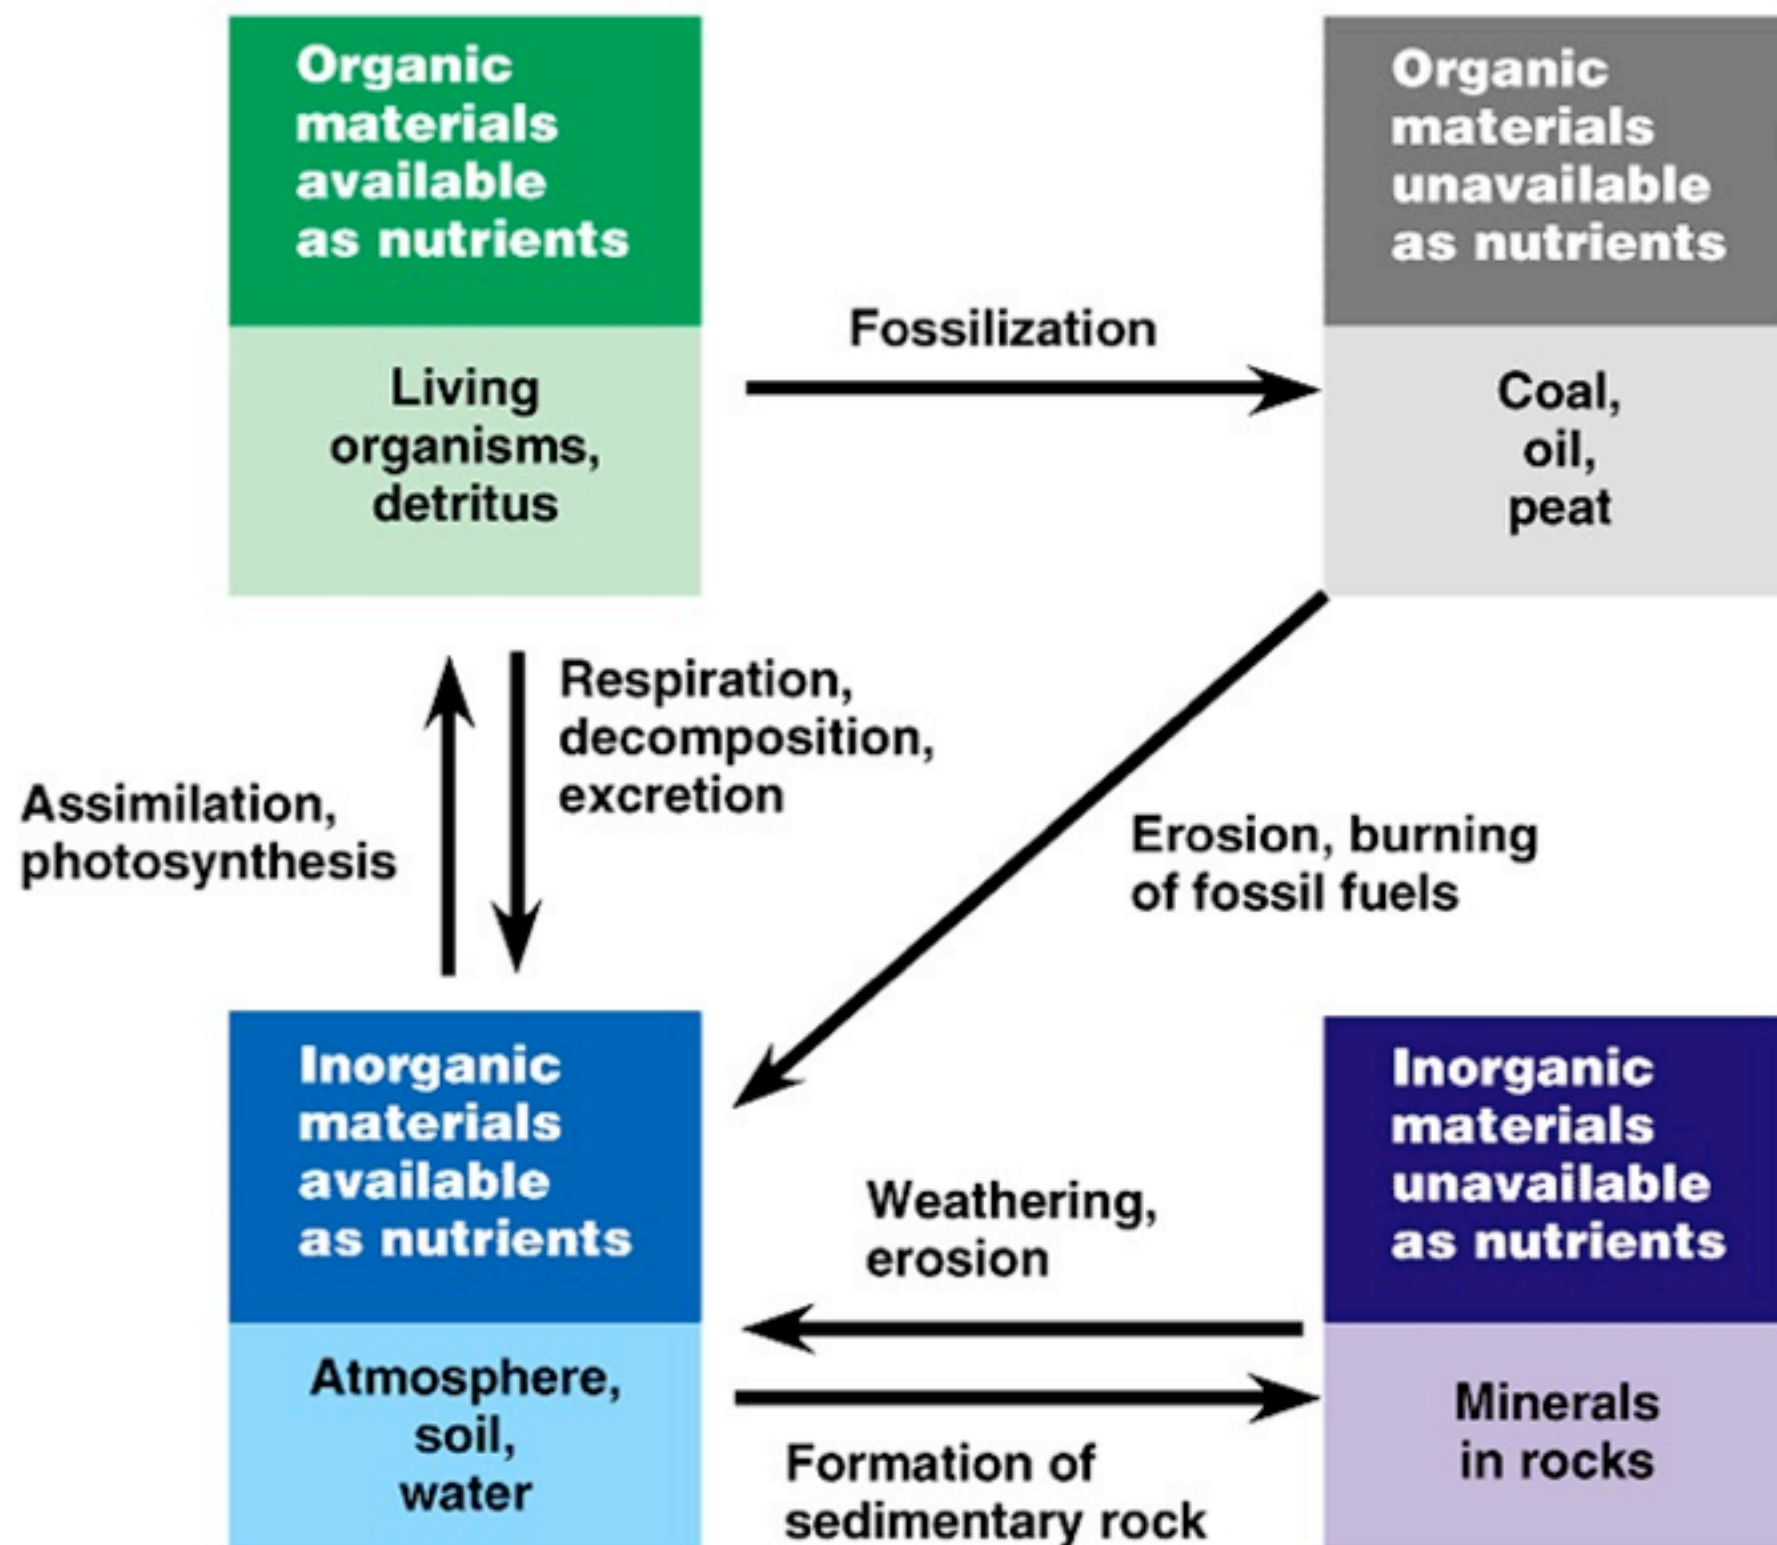 Organic
materials
available
as nutrients
Living
organisms,
detritus
Fossilization
Organic
materials
unavailable
as nutrients
Coal,
oil,
peat
Assimilation,
photosynthesis
Respiration,
decomposition,
excretion
Erosion, burning
of fossil fuels
Inorganic
materials
available
as nutrients
Atmosphere,
soil,
water
Weathering,
erosion
Formation of
sedimentary rock
Inorganic
materials
unavailable
as nutrients
Minerals
in rocks